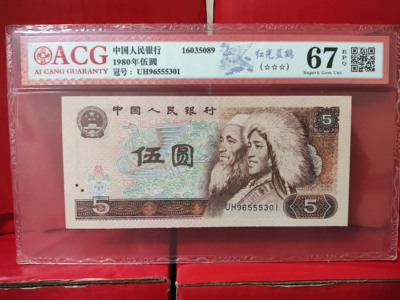 ACG
AI CANG GUARANTY
中国人民银行 16035089
1980年伍圆
冠号： UH96555301
红光蓝鹤
(☆☆☆)
67 EPQ
Superb Gem Unc
中国人民银行
5
伍圆
5
UH96555301